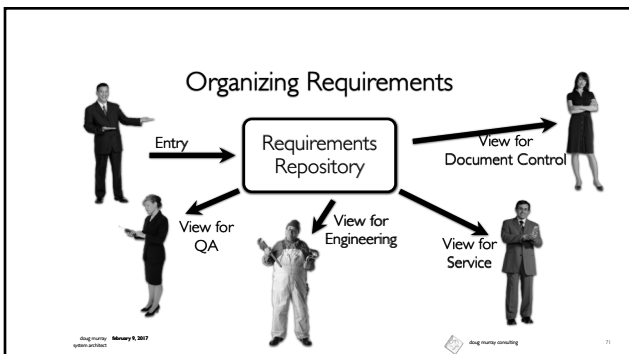 Organizing Requirements
Entry
Requirements
Repository
View for
Document Control
View for
QA
View for
Engineering
View for
Service
doug murray february 9, 2017
system architect
doug murray consulting
71